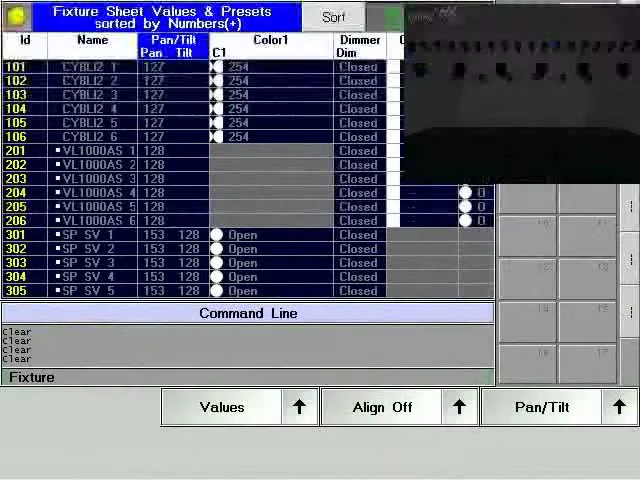 Fixture Sheet Values & Presets
sorted by Numbers(+)
Sort
Id Name Pan/Tilt Color1 Dimmer
Pan Tilt C1 Dim
101 CYBLI2 1 127 254 Closed
102 CYBLI2 2 127 254 Closed
103 CYBLI2 3 127 254 Closed
104 CYBLI2 4 127 254 Closed
105 CYBLI2 5 127 254 Closed
106 CYBLI2 6 127 254 Closed
201 VL1000AS 1 128 Closed
202 VL1000AS 2 128 Closed
203 VL1000AS 3 128 Closed
204 VL1000AS 4 128 Closed - 0
205 VL1000AS 5 128 Closed - 0
206 VL1000AS 6 128 Closed - 0
301 SP SV 1 153 128 Open Closed
302 SP SV 2 153 128 Open Closed
303 SP SV 3 153 128 Open Closed
304 SP SV 4 153 128 Open Closed
305 SP SV 5 153 128 Open Closed
Command Line
Clear
Clear
Clear
Clear
Fixture
Values Align Off Pan/Tilt